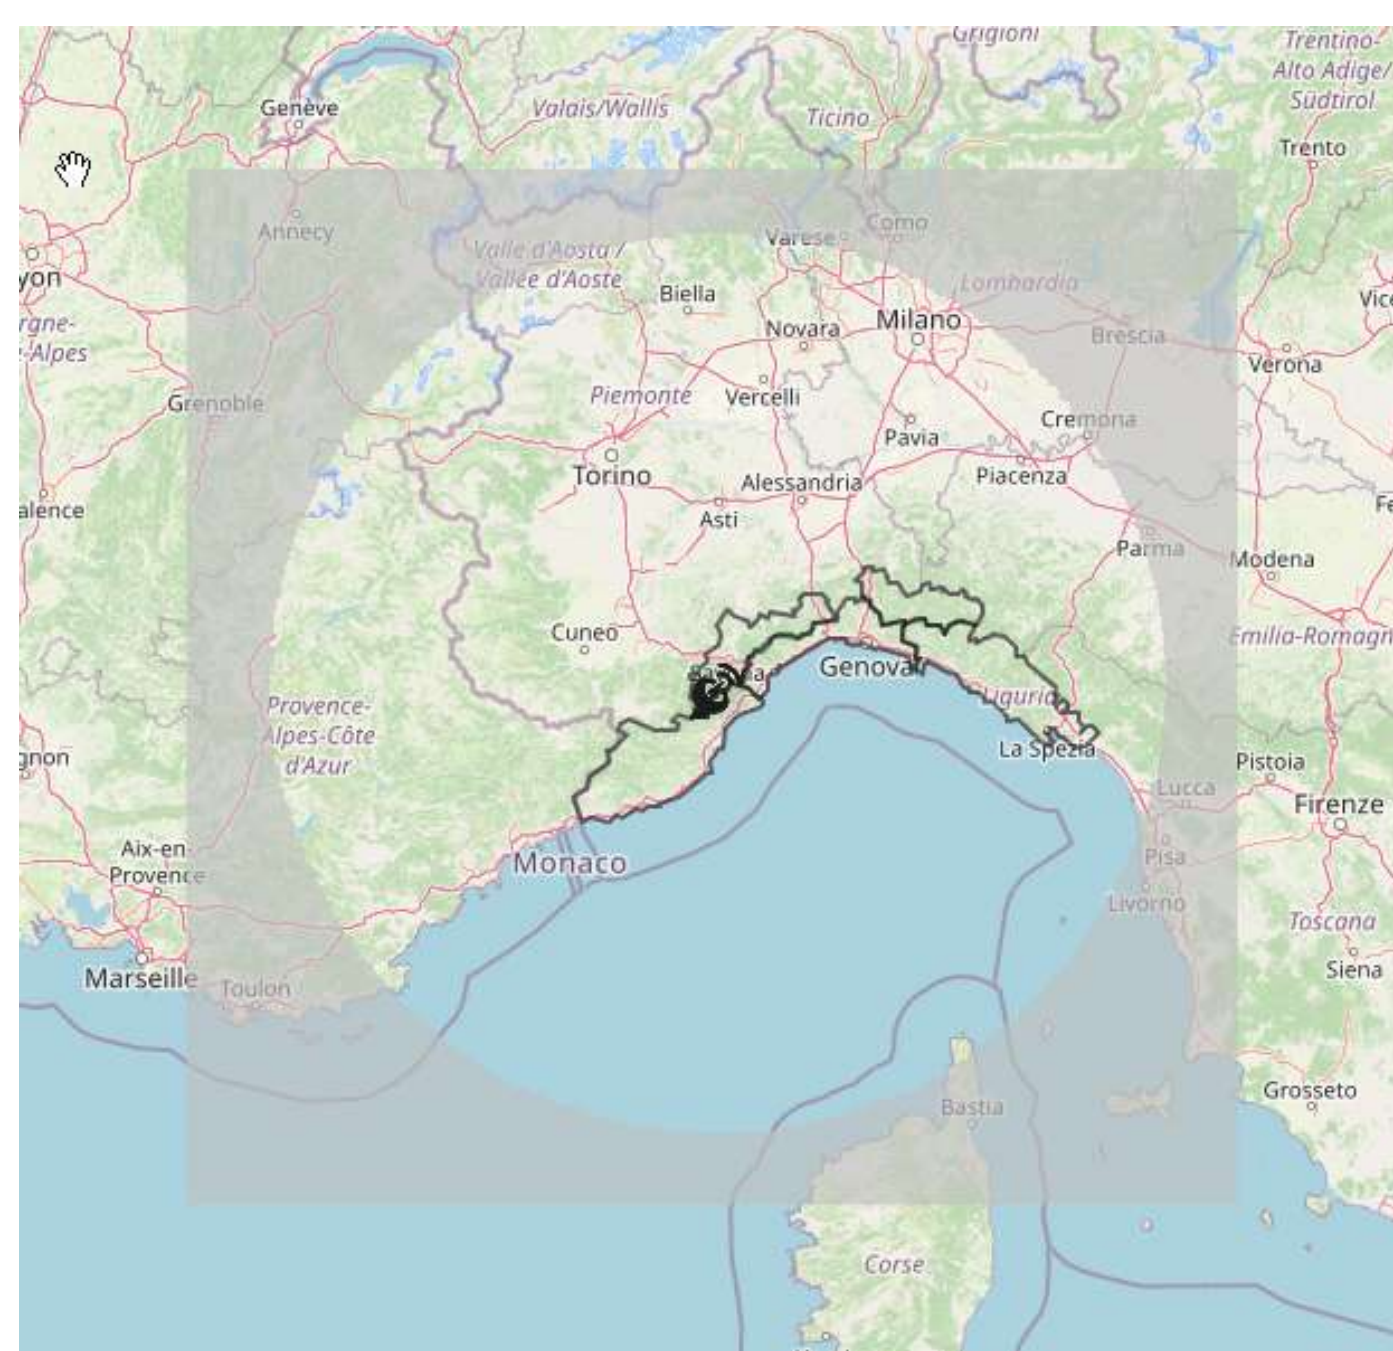 Grigioni
Trentino-
Alto Adige/
Südtirol
Genève
Valais/Wallis
Ticino
Trento
Annecy
Valle d'Aosta /
Vallée d'Aoste
Varese
Como
yon
Biella
Lombardia
Vice
rgne-
-Alpes
Novara
Milano
Brescia
Verona
Grenoble
Piemonte
Vercelli
Cremona
Pavia
Torino
Alessandria
Piacenza
alence
Asti
Fe
Parma
Modena
Cuneo
Emilia-Romagn
Genova
Provence-
Alpes-Côte
d'Azur
Liguria
gnon
La Spezia
Pistoia
Lucca
Firenze
Aix-en
Provence
Monaco
Pisa
Livorno
Toscana
Marseille
Toulon
Siena
Grosseto
Bastia
Corse